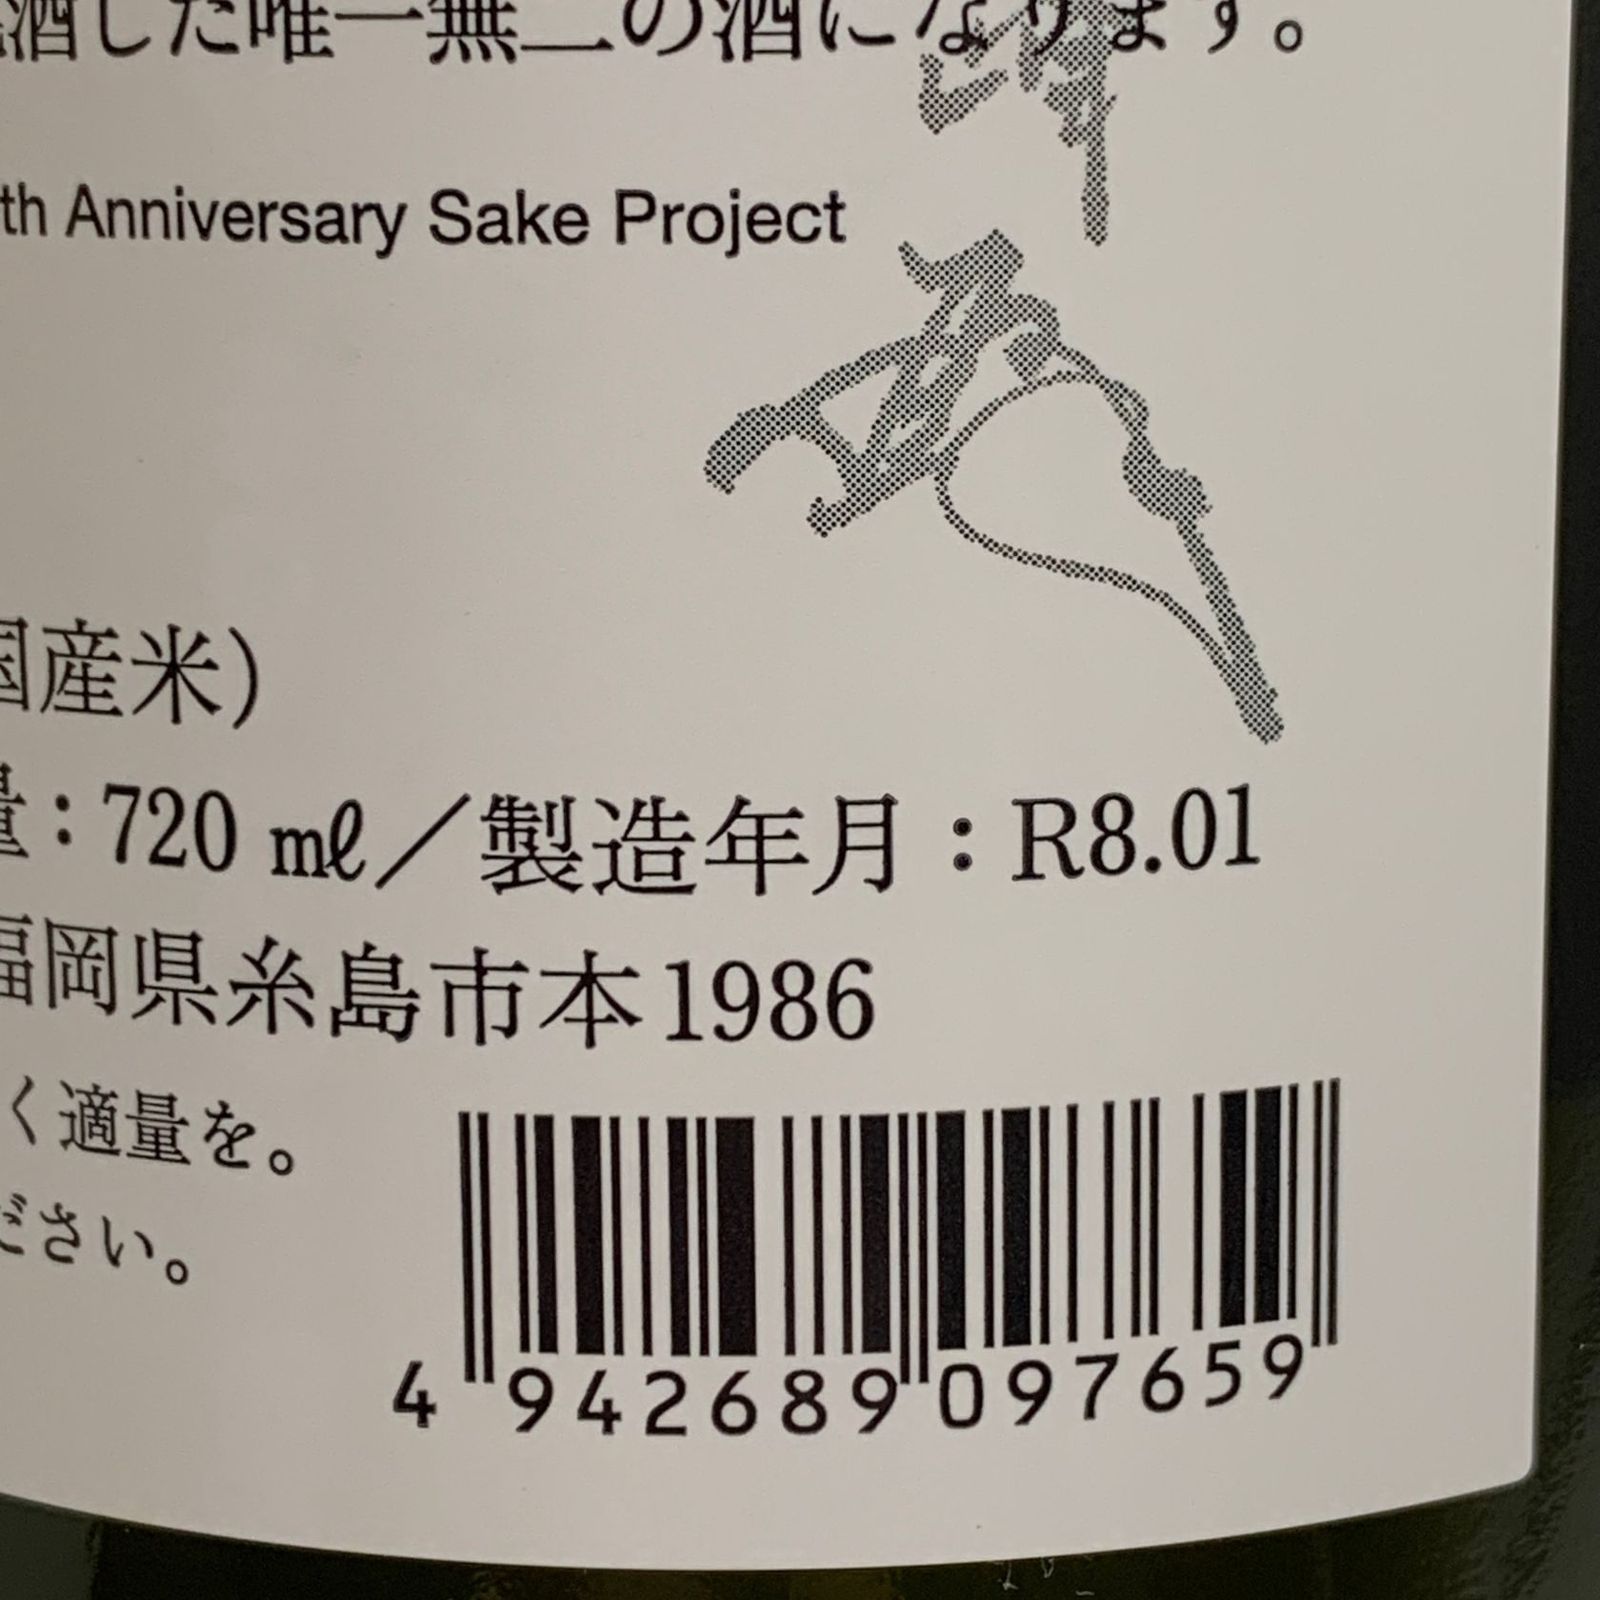 酒した唯一無二の酒になります。
th Anniversary Sake Project
国産米)
量:720 ㎖/製造年月:R8.01
福岡県糸島市本1986
く適量を。
ださい。
4 942689 097659